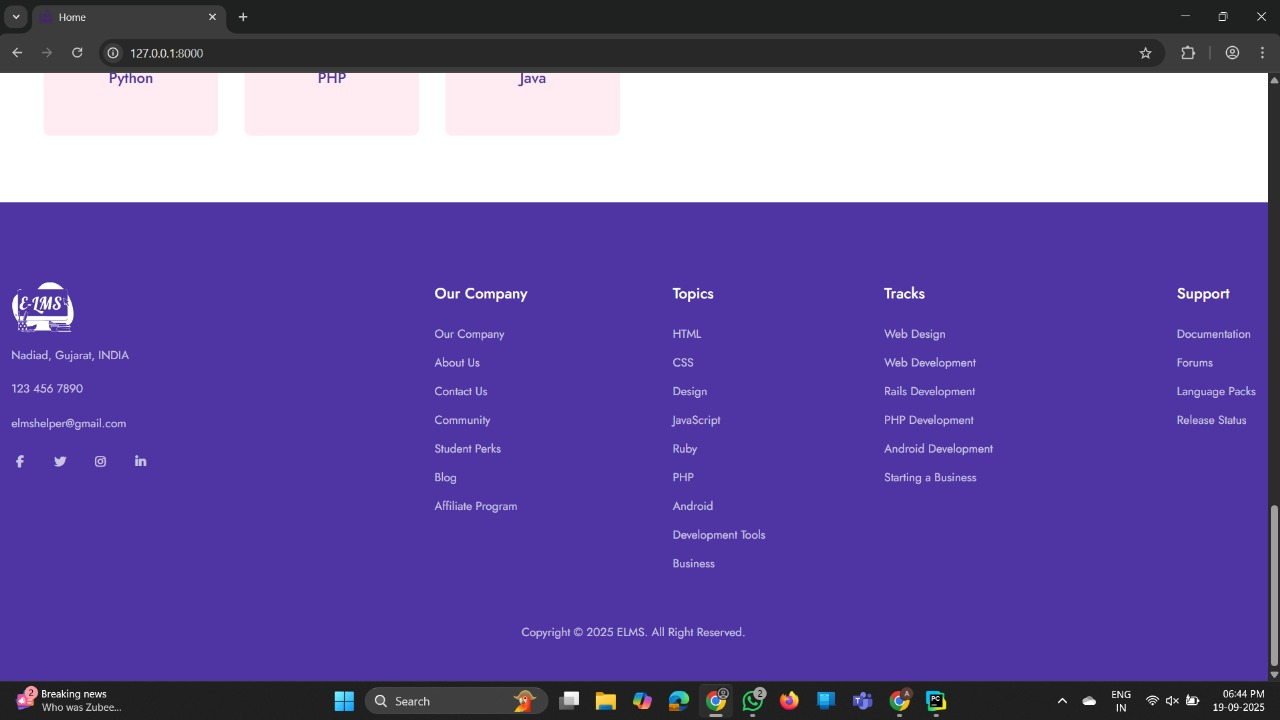 Home
127.0.0.1:8000
Python
PHP
Java
E-LMS
Nadiad, Gujarat, INDIA
123 456 7890
elmshelper@gmail.com
Our Company
Our Company
About Us
Contact Us
Community
Student Perks
Blog
Affiliate Program
Topics
HTML
CSS
Design
JavaScript
Ruby
PHP
Android
Development Tools
Business
Tracks
Web Design
Web Development
Rails Development
PHP Development
Android Development
Starting a Business
Support
Documentation
Forums
Language Packs
Release Status
Copyright © 2025 ELMS. All Right Reserved.
2
Breaking news
Who was Zubee...
Search
2
A
PC
ENG
IN
06:44 PM
19-09-2025